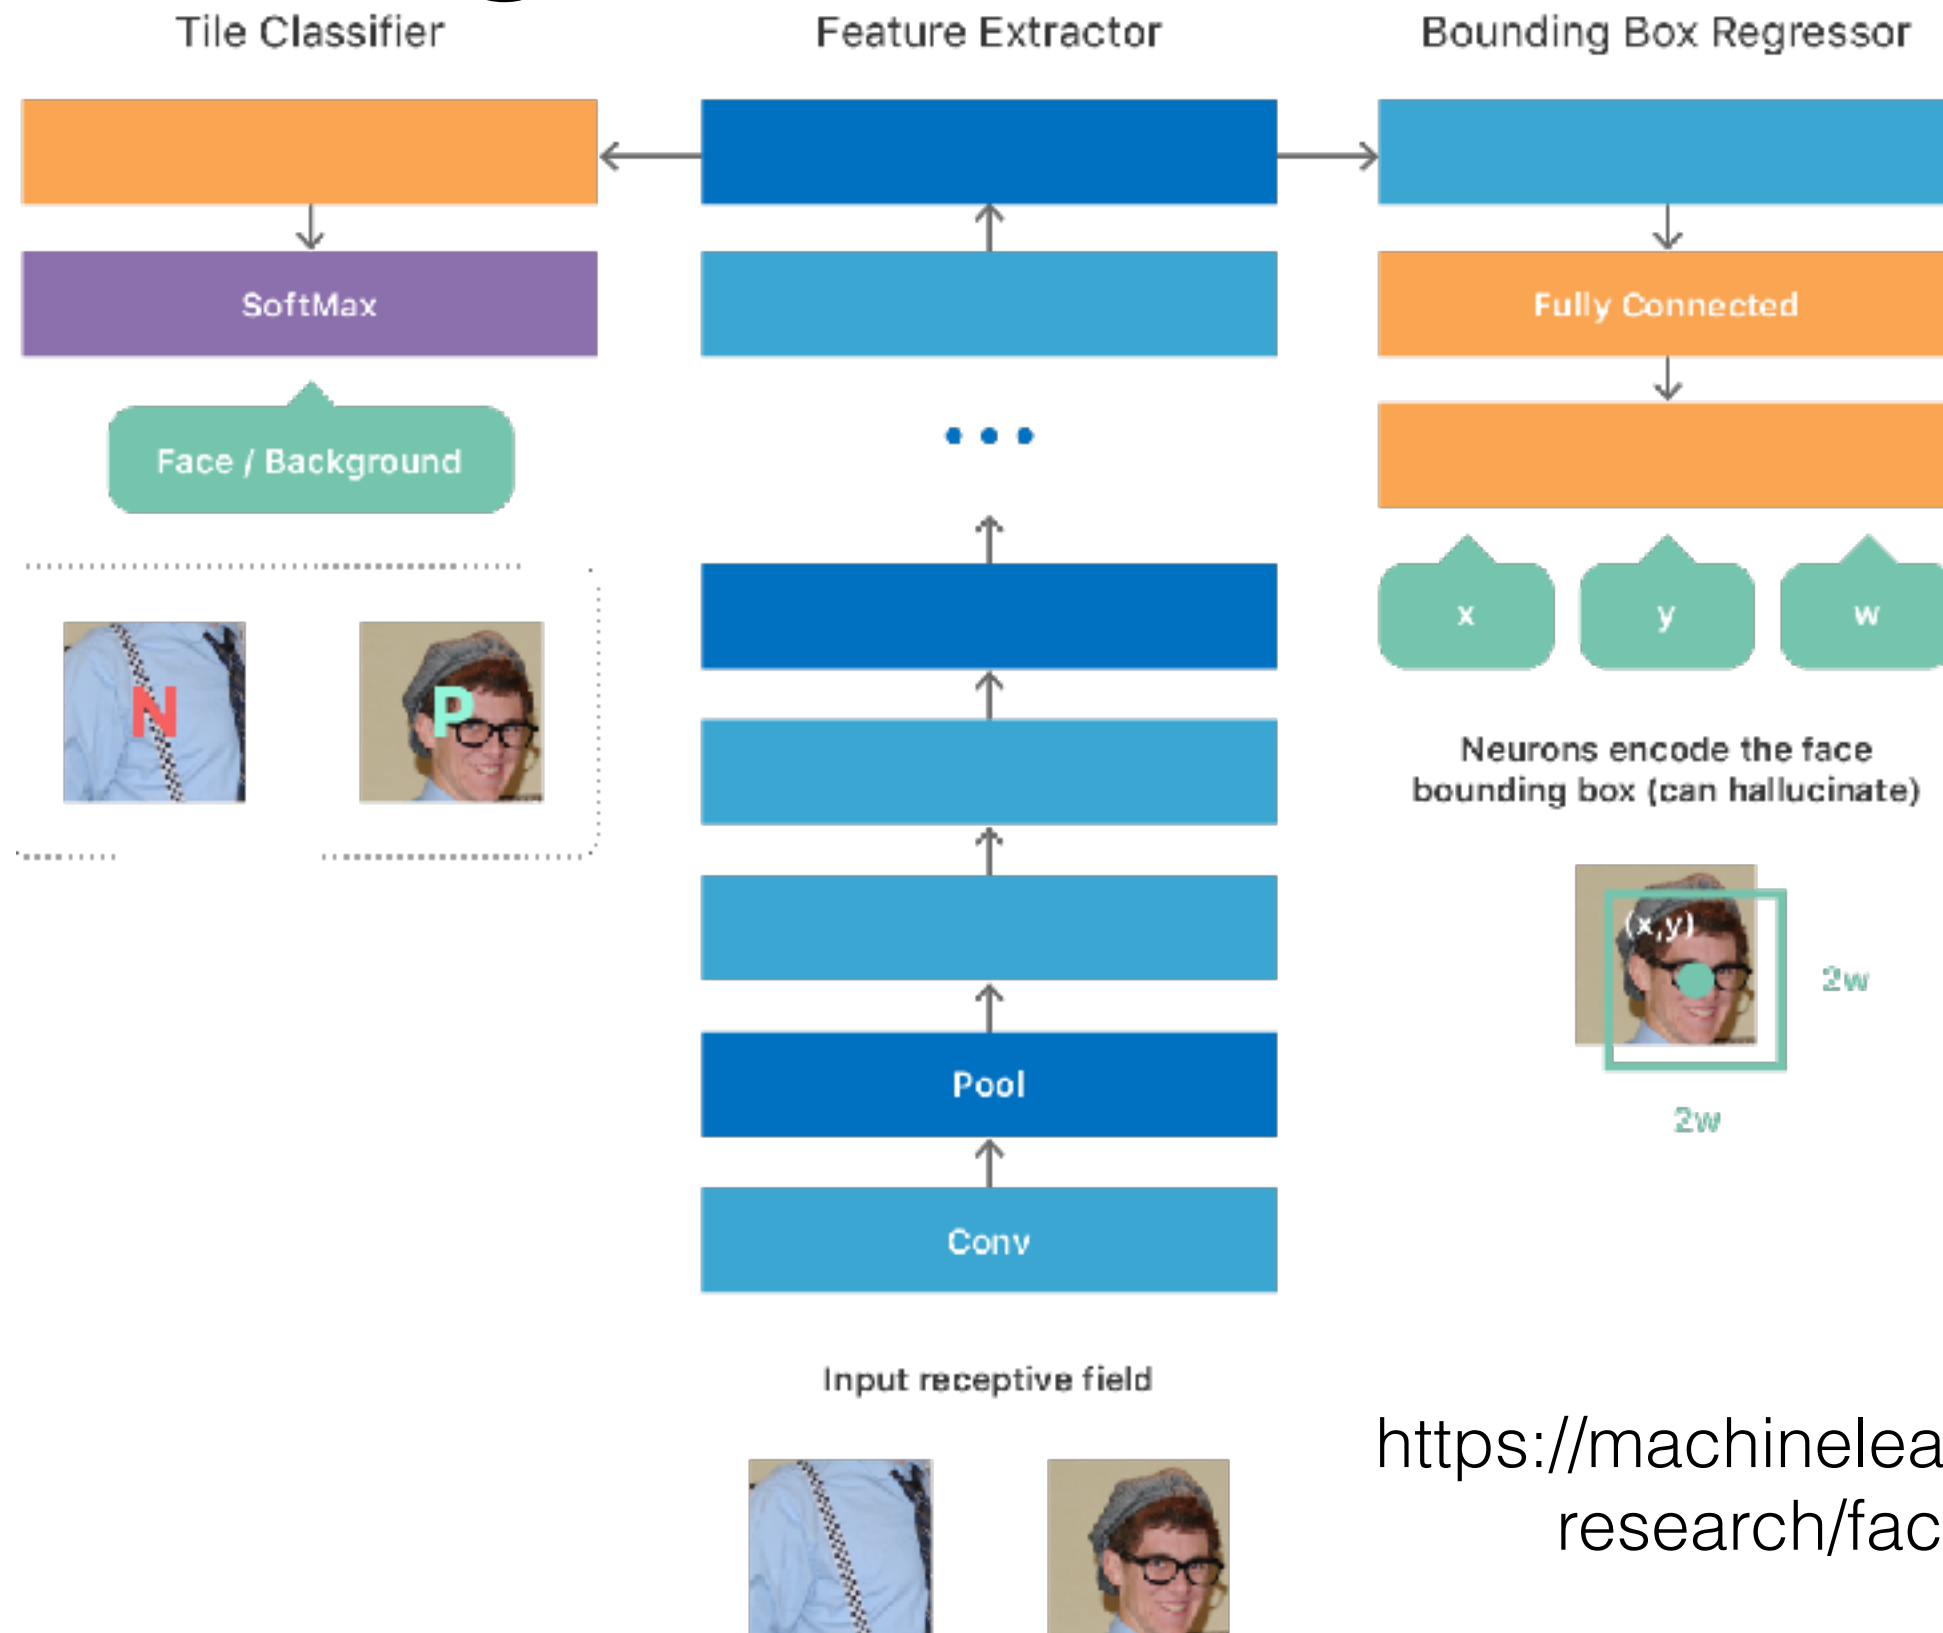 Tile Classifier
Feature Extractor
Bounding Box Regressor
SoftMax
Fully Connected
Face / Background
x
y
w
N
P
Neurons encode the face
bounding box (can hallucinate)
(x,y)
2w
2w
Pool
Conv
Input receptive field
https://machinelea
research/fac